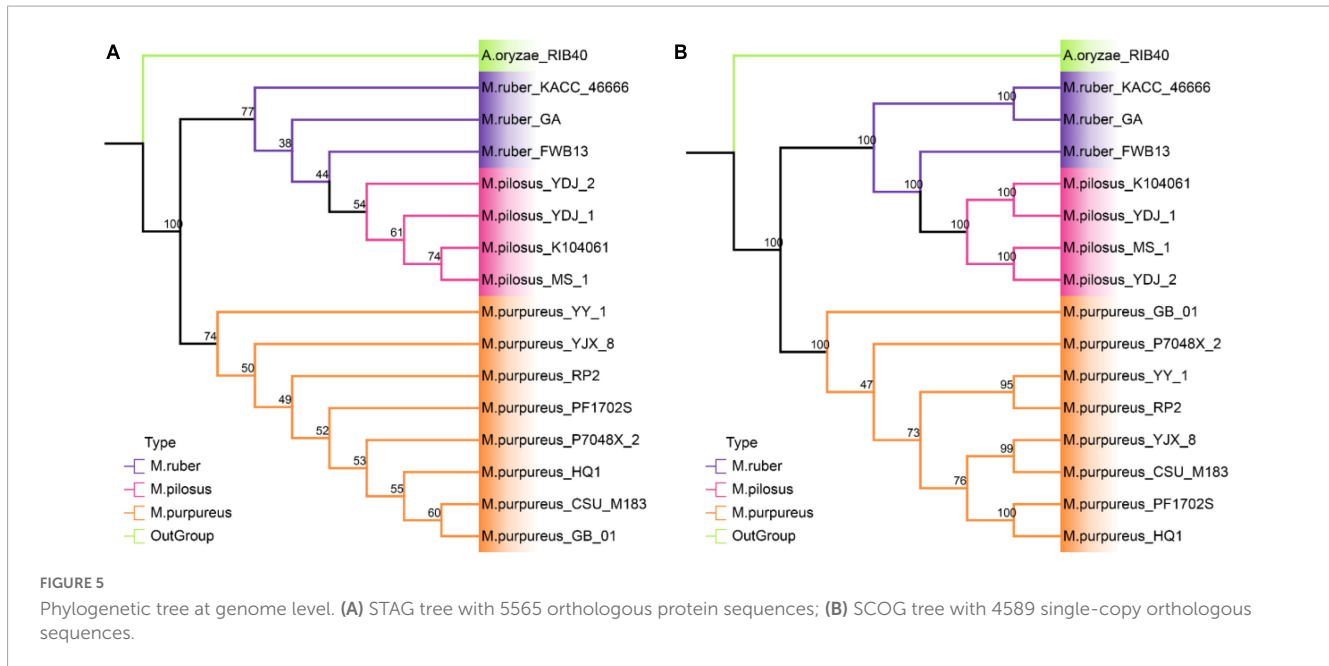 A
A.oryzae_RIB40
M.ruber_KACC_46666
77
M.ruber_GA
38
M.ruber_FWB13
44
M.pilosus_YDJ_2
54
M.pilosus_YDJ_1
61
M.pilosus_K104061
74
M.pilosus_MS_1
100
M.purpureus_YY_1
74
M.purpureus_YJX_8
50
M.purpureus_RP2
49
M.purpureus_PF1702S
52
M.purpureus_P7048X_2
53
M.purpureus_HQ1
55
M.purpureus_CSU_M183
60
M.purpureus_GB_01
Type
M.ruber
M.pilosus
M.purpureus
OutGroup
B
A.oryzae_RIB40
M.ruber_KACC_46666
100
M.ruber_GA
100
M.ruber_FWB13
100
M.pilosus_K104061
100
M.pilosus_YDJ_1
100
M.pilosus_MS_1
100
M.pilosus_YDJ_2
100
M.purpureus_GB_01
100
M.purpureus_P7048X_2
47
M.purpureus_YY_1
95
M.purpureus_RP2
73
M.purpureus_YJX_8
99
M.purpureus_CSU_M183
76
M.purpureus_PF1702S
100
M.purpureus_HQ1
Type
M.ruber
M.pilosus
M.purpureus
OutGroup
FIGURE 5
Phylogenetic tree at genome level. (A) STAG tree with 5565 orthologous protein sequences; (B) SCOG tree with 4589 single-copy orthologous
sequences.